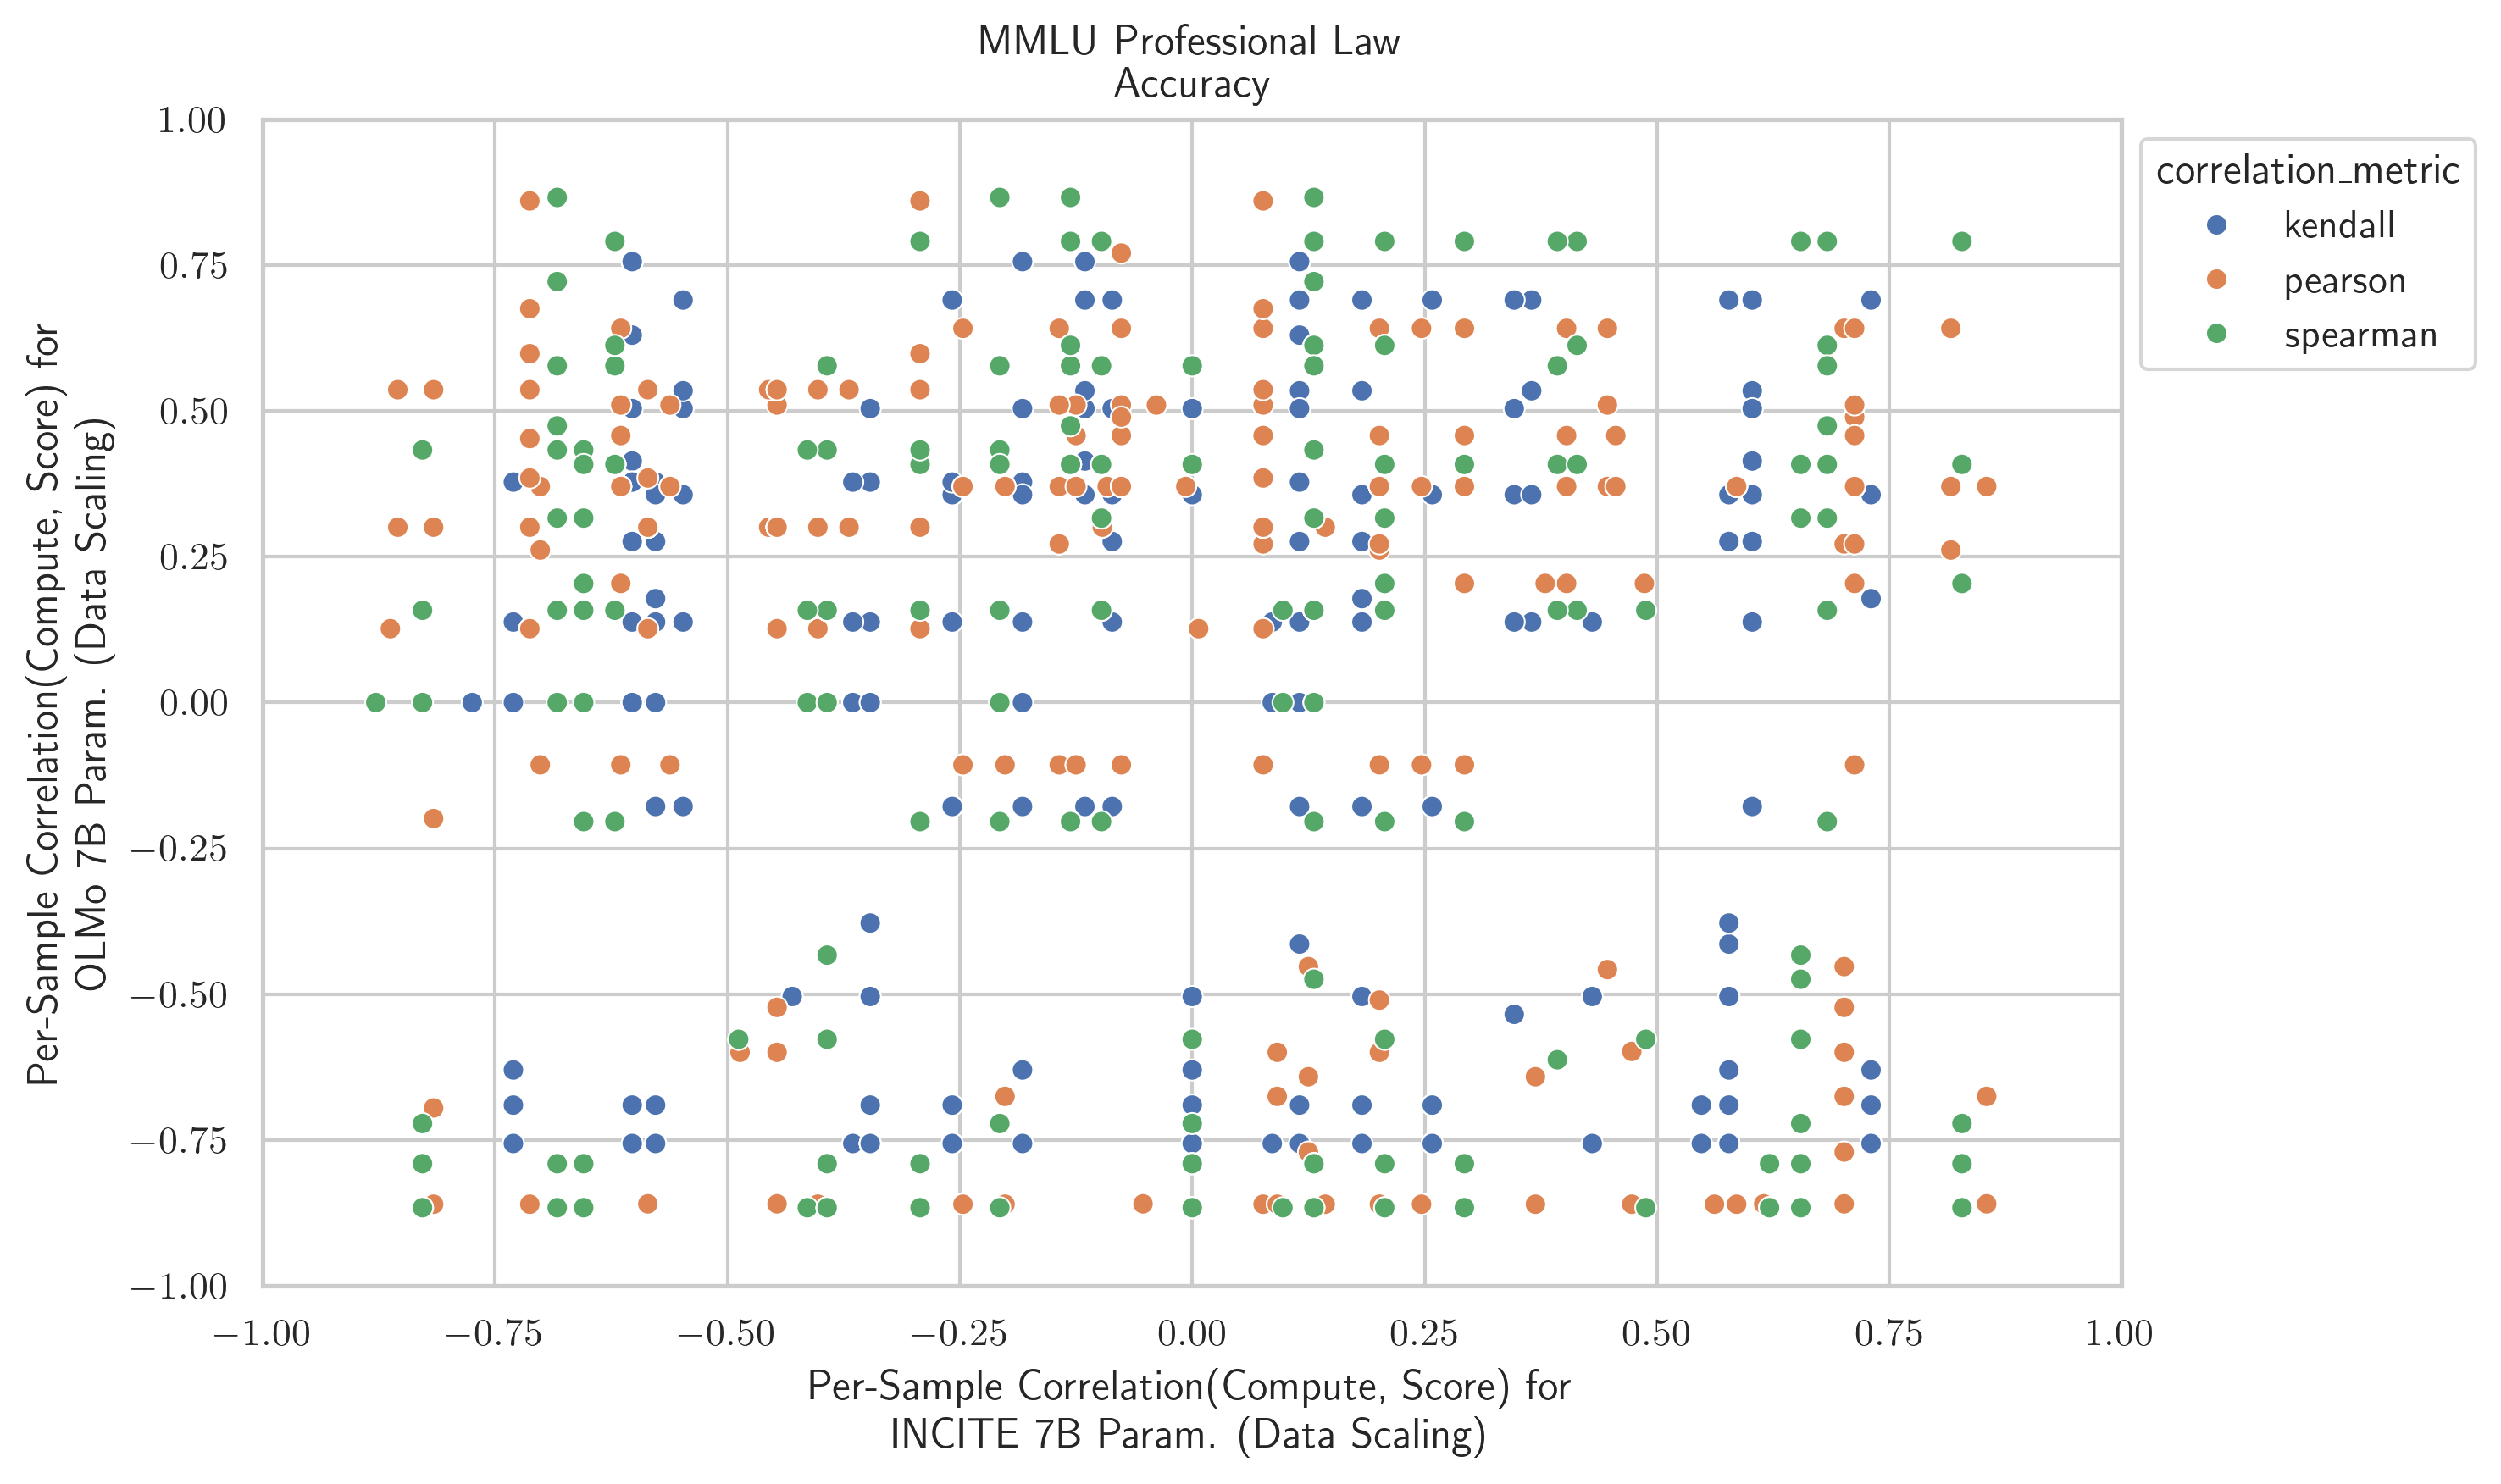 MMLU Professional Law
Accuracy
1.00
0.75
0.50
0.25
0.00
−0.25
−0.50
−0.75
−1.00
Per-Sample Correlation(Compute, Score) for
OLMo 7B Param. (Data Scaling)
correlation_metric
kendall
pearson
spearman
−1.00 −0.75 −0.50 −0.25 0.00 0.25 0.50 0.75 1.00
Per-Sample Correlation(Compute, Score) for
INCITE 7B Param. (Data Scaling)